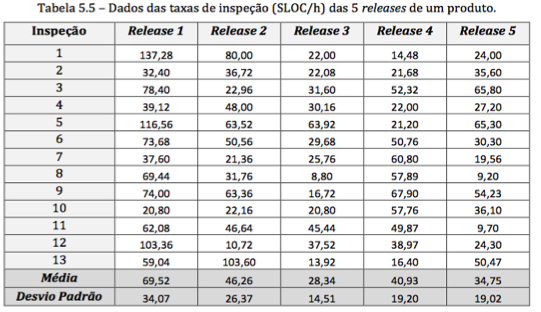 Tabela 5.5 – Dados das taxas de inspeção (SLOC/h) das 5 releases de um produto.
Inspeção Release 1 Release 2 Release 3 Release 4 Release 5
1 137,28 80,00 22,00 14,48 24,00
2 32,40 36,72 22,08 21,68 35,60
3 78,40 22,96 31,60 52,32 65,80
4 39,12 48,00 30,16 22,00 27,20
5 116,56 63,52 63,92 21,20 65,30
6 73,68 50,56 29,68 50,76 30,30
7 37,60 21,36 25,76 60,80 19,56
8 69,44 31,76 8,80 57,89 9,20
9 74,00 63,36 16,72 67,90 54,23
10 20,80 22,16 20,80 57,76 36,10
11 62,08 46,64 45,44 49,87 9,70
12 103,36 10,72 37,52 38,97 24,30
13 59,04 103,60 13,92 16,40 50,47
Média 69,52 46,26 28,34 40,93 34,75
Desvio Padrão 34,07 26,37 14,51 19,20 19,02